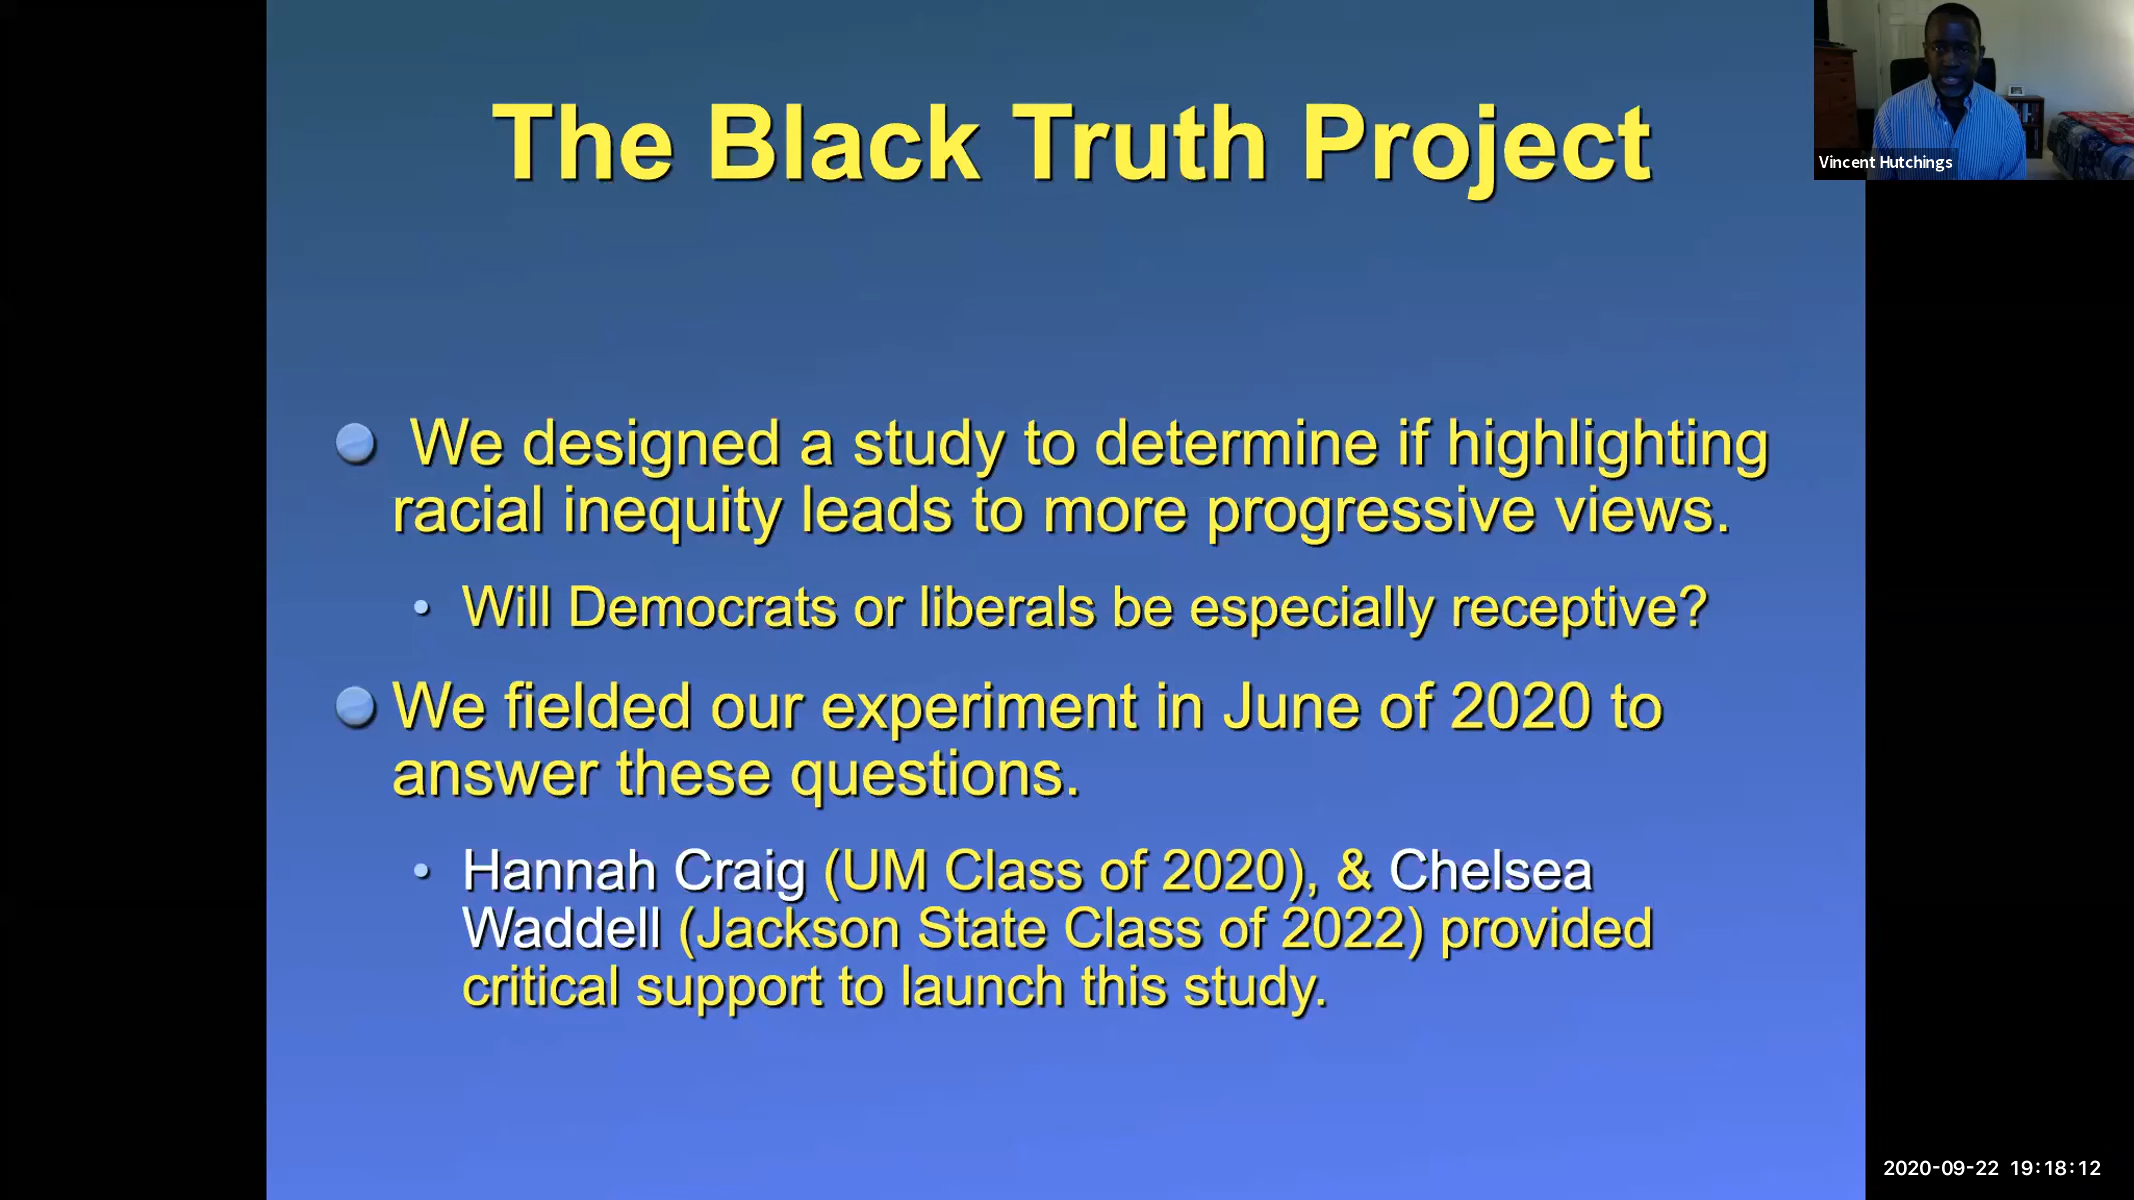 The Black Truth Project
Vincent Hutchings
We designed a study to determine if highlighting
racial inequity leads to more progressive views.
Will Democrats or liberals be especially receptive?
We fielded our experiment in June of 2020 to
answer these questions.
Hannah Craig (UM Class of 2020), & Chelsea
Waddell (Jackson State Class of 2022) provided
critical support to launch this study.
2020-09-22 19:18:12